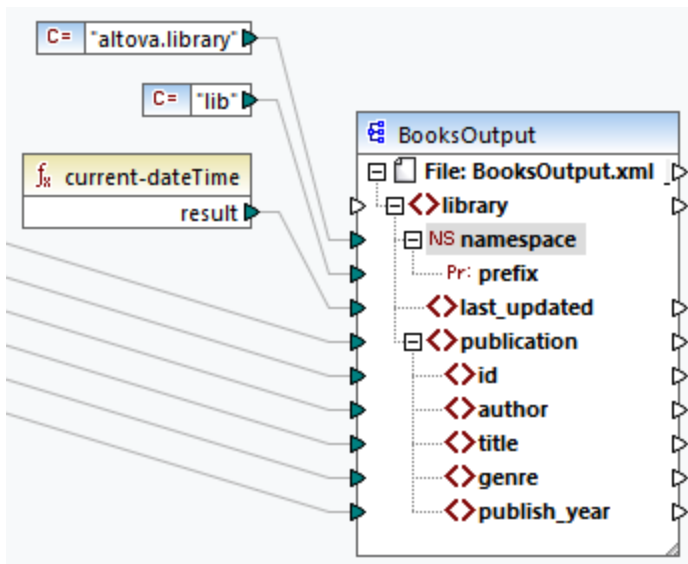 C= "altova.library"
C= "lib"
fx current-dateTime
result
BooksOutput
File: BooksOutput.xml
library
NS namespace
Pr: prefix
last_updated
publication
id
author
title
genre
publish_year